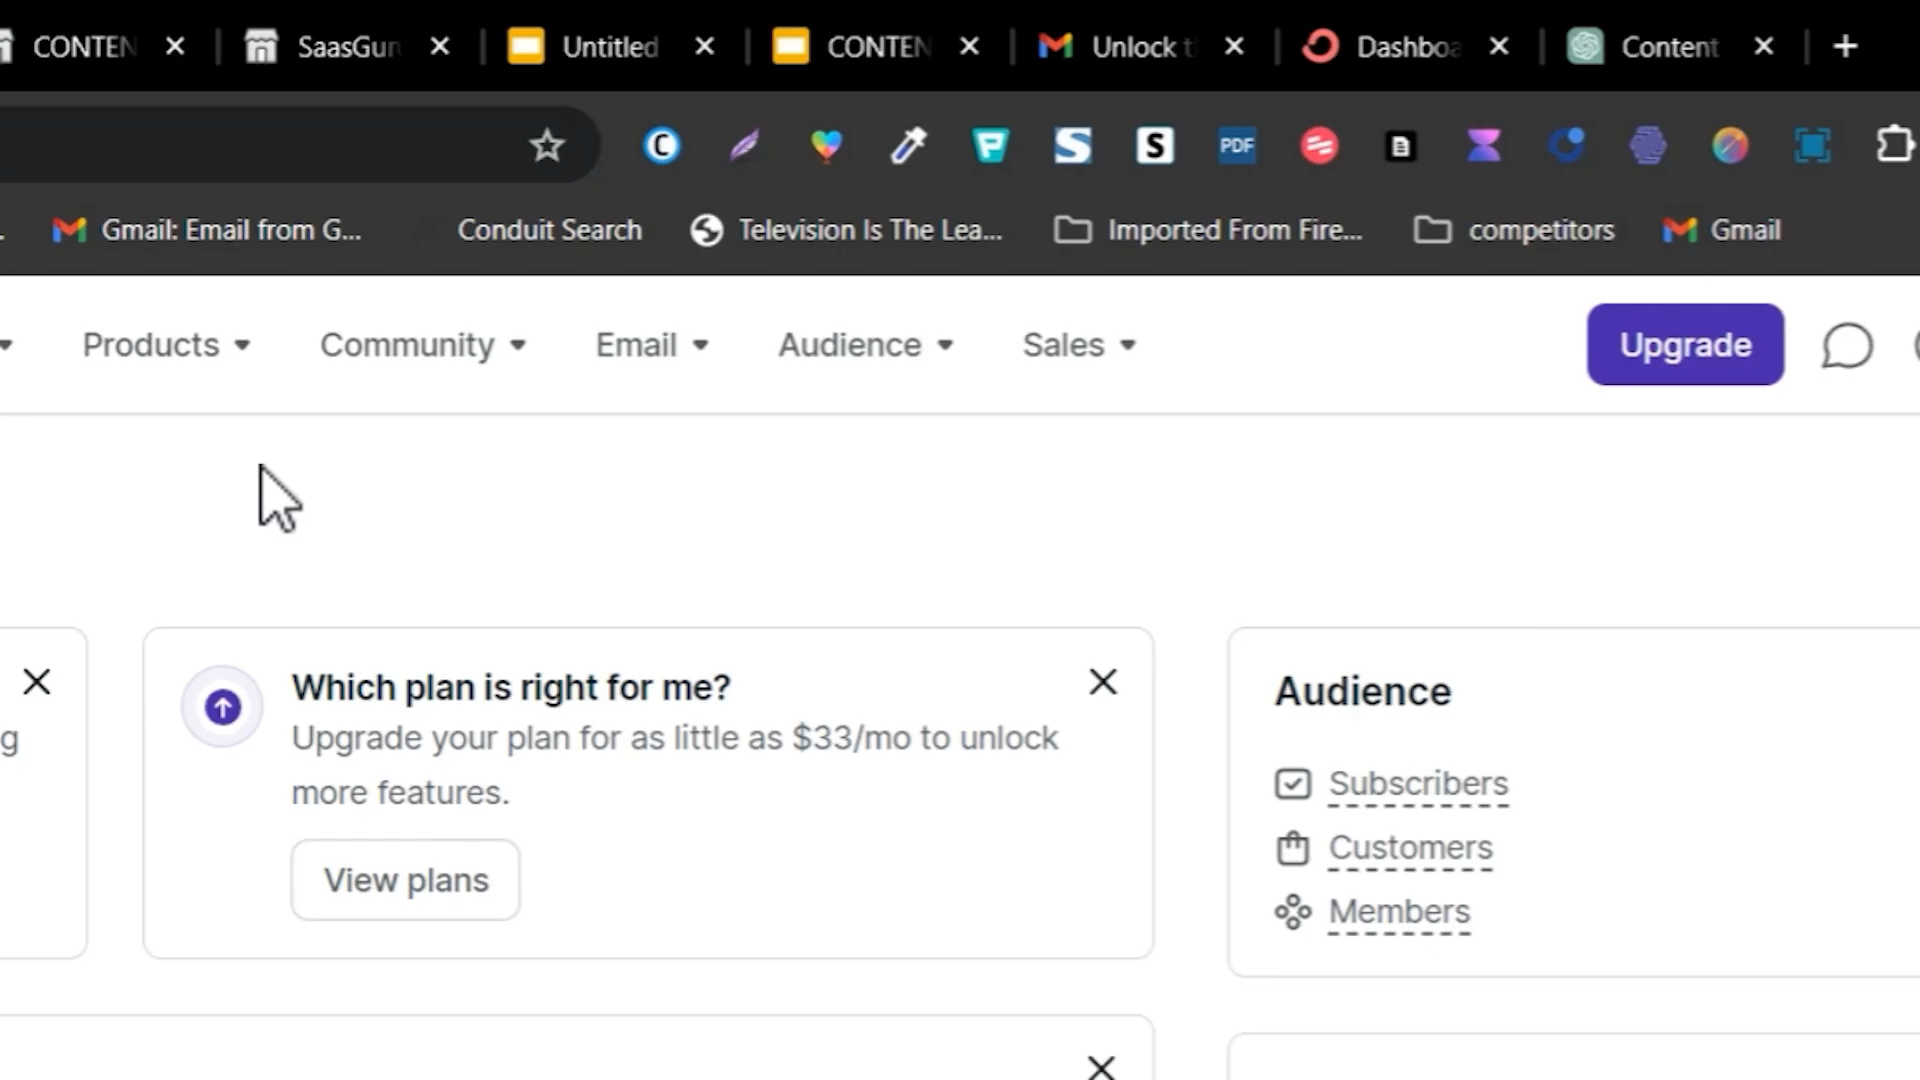 CONTEN
SaasGur
Untitled
CONTEN
Unlock t
Dashboa
Content
C
S
S
PDF
Gmail: Email from G...
Conduit Search
Television Is The Lea...
Imported From Fire...
competitors
Gmail
Products
Community
Email
Audience
Sales
Upgrade
g
Which plan is right for me?
Upgrade your plan for as little as $33/mo to unlock
more features.
View plans
Audience
Subscribers
Customers
Members